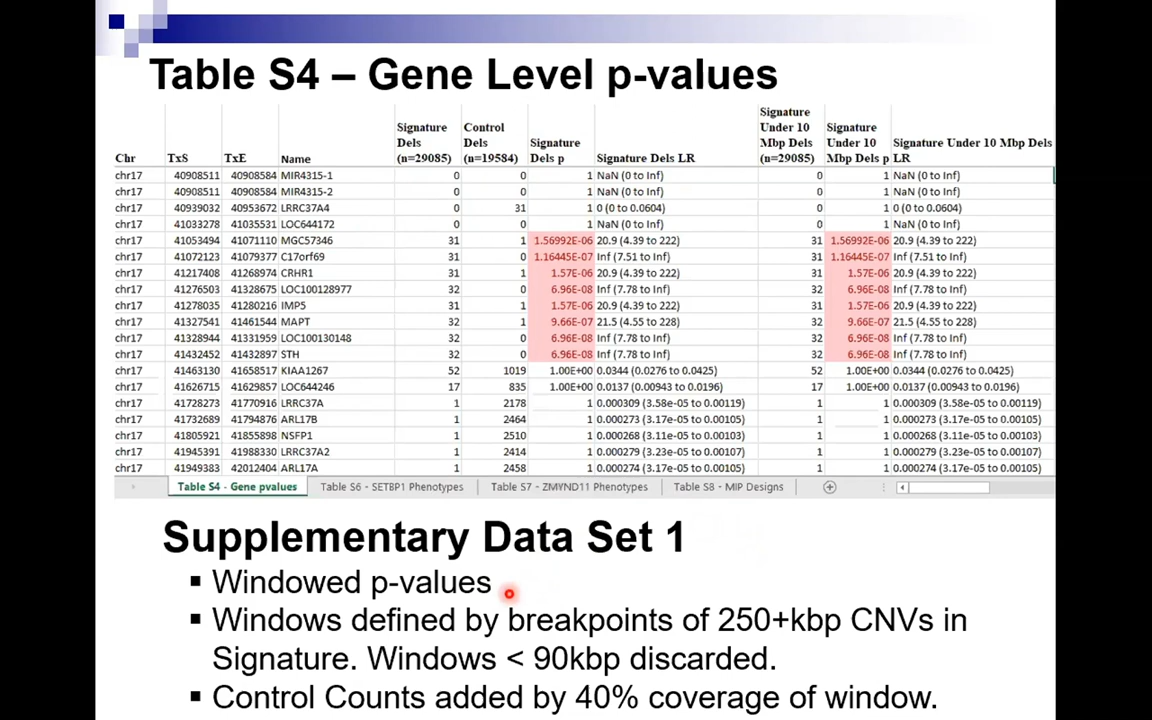 Table S4 – Gene Level p-values
Chr TxS TxE Name Signature Dels (n=29085) Control Dels (n=19584) Signature Dels p Signature Dels LR Signature Under 10 Mbp Dels (n=29085) Signature Under 10 Mbp Dels p Signature Under 10 Mbp Dels LR
chr17 40908511 40908584 MIR4315-1 0 0 1 NaN (0 to Inf) 0 1 NaN (0 to Inf)
chr17 40908511 40908584 MIR4315-2 0 0 1 NaN (0 to Inf) 0 1 NaN (0 to Inf)
chr17 40939032 40953672 LRRC37A4 0 31 1 0 (0 to 0.0604) 0 1 0 (0 to 0.0604)
chr17 41033278 41035531 LOC644172 0 0 1 NaN (0 to Inf) 0 1 NaN (0 to Inf)
chr17 41053494 41071110 MGC57346 31 1 1.56992E-06 20.9 (4.39 to 222) 31 1.56992E-06 20.9 (4.39 to 222)
chr17 41072123 41079377 C17orf69 31 0 1.16445E-07 Inf (7.51 to Inf) 31 1.16445E-07 Inf (7.51 to Inf)
chr17 41217408 41268974 CRHR1 31 1 1.57E-06 20.9 (4.39 to 222) 31 1.57E-06 20.9 (4.39 to 222)
chr17 41276503 41328675 LOC100128977 32 0 6.96E-08 Inf (7.78 to Inf) 32 6.96E-08 Inf (7.78 to Inf)
chr17 41278035 41280216 IMP5 31 1 1.57E-06 20.9 (4.39 to 222) 31 1.57E-06 20.9 (4.39 to 222)
chr17 41327541 41461544 MAPT 32 1 9.66E-07 21.5 (4.55 to 228) 32 9.66E-07 21.5 (4.55 to 228)
chr17 41328944 41331959 LOC100130148 32 0 6.96E-08 Inf (7.78 to Inf) 32 6.96E-08 Inf (7.78 to Inf)
chr17 41432452 41432897 STH 32 0 6.96E-08 Inf (7.78 to Inf) 32 6.96E-08 Inf (7.78 to Inf)
chr17 41463130 41658517 KIAA1267 52 1019 1.00E+00 0.0344 (0.0276 to 0.0425) 52 1.00E+00 0.0344 (0.0276 to 0.0425)
chr17 41626715 41629857 LOC644246 17 835 1.00E+00 0.0137 (0.00943 to 0.0196) 17 1.00E+00 0.0137 (0.00943 to 0.0196)
chr17 41728273 41770916 LRRC37A 1 2178 1 0.000309 (3.58e-05 to 0.00119) 1 1 0.000309 (3.58e-05 to 0.00119)
chr17 41732689 41794876 ARL17B 1 2464 1 0.000273 (3.17e-05 to 0.00105) 1 1 0.000273 (3.17e-05 to 0.00105)
chr17 41805921 41855898 NSFP1 1 2510 1 0.000268 (3.11e-05 to 0.00103) 1 1 0.000268 (3.11e-05 to 0.00103)
chr17 41945391 41988330 LRRC37A2 1 2414 1 0.000279 (3.23e-05 to 0.00107) 1 1 0.000279 (3.23e-05 to 0.00107)
chr17 41949383 42012404 ARL17A 1 2458 1 0.000274 (3.17e-05 to 0.00105) 1 1 0.000274 (3.17e-05 to 0.00105)
Table S4 - Gene pvalues Table S6 - SETBP1 Phenotypes Table S7 - ZMYND11 Phenotypes Table S8 - MIP Designs
Supplementary Data Set 1
▪ Windowed p-values
▪ Windows defined by breakpoints of 250+kbp CNVs in
Signature. Windows < 90kbp discarded.
▪ Control Counts added by 40% coverage of window.